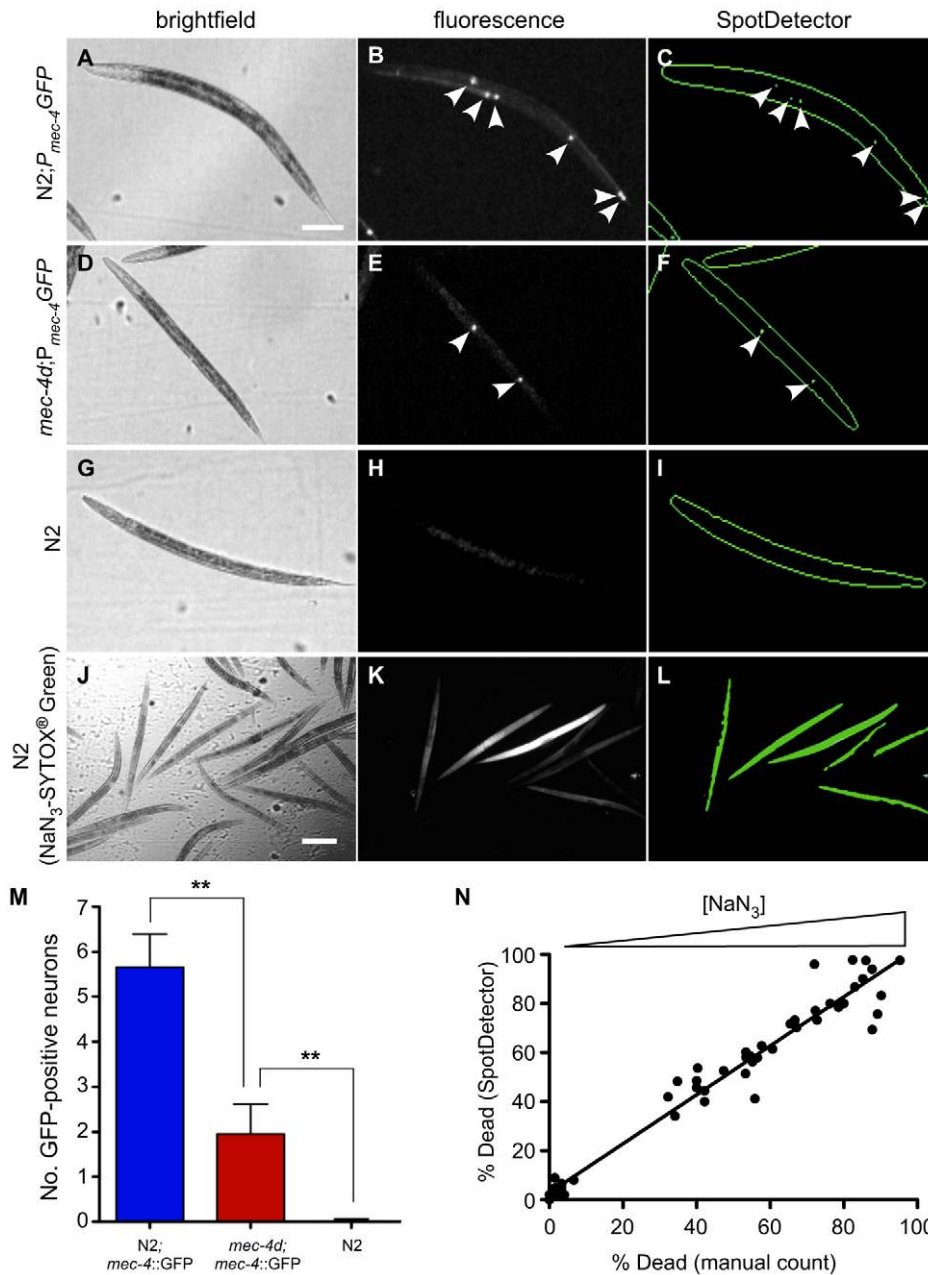 brightfield fluorescence SpotDetector
N2;Pmec-4GFP
A B C
mec-4d;Pmec-4GFP
D E F
N2
G H I
N2
(NaN3-SYTOX® Green)
J K L
M
No. GFP-positive neurons
7
6
5
4
3
2
1
0
**
**
N2; mec-4d; N2
mec-4::GFP mec-4::GFP
N
[NaN3]
% Dead (SpotDetector)
100
80
60
40
20
0
0 20 40 60 80 100
% Dead (manual count)